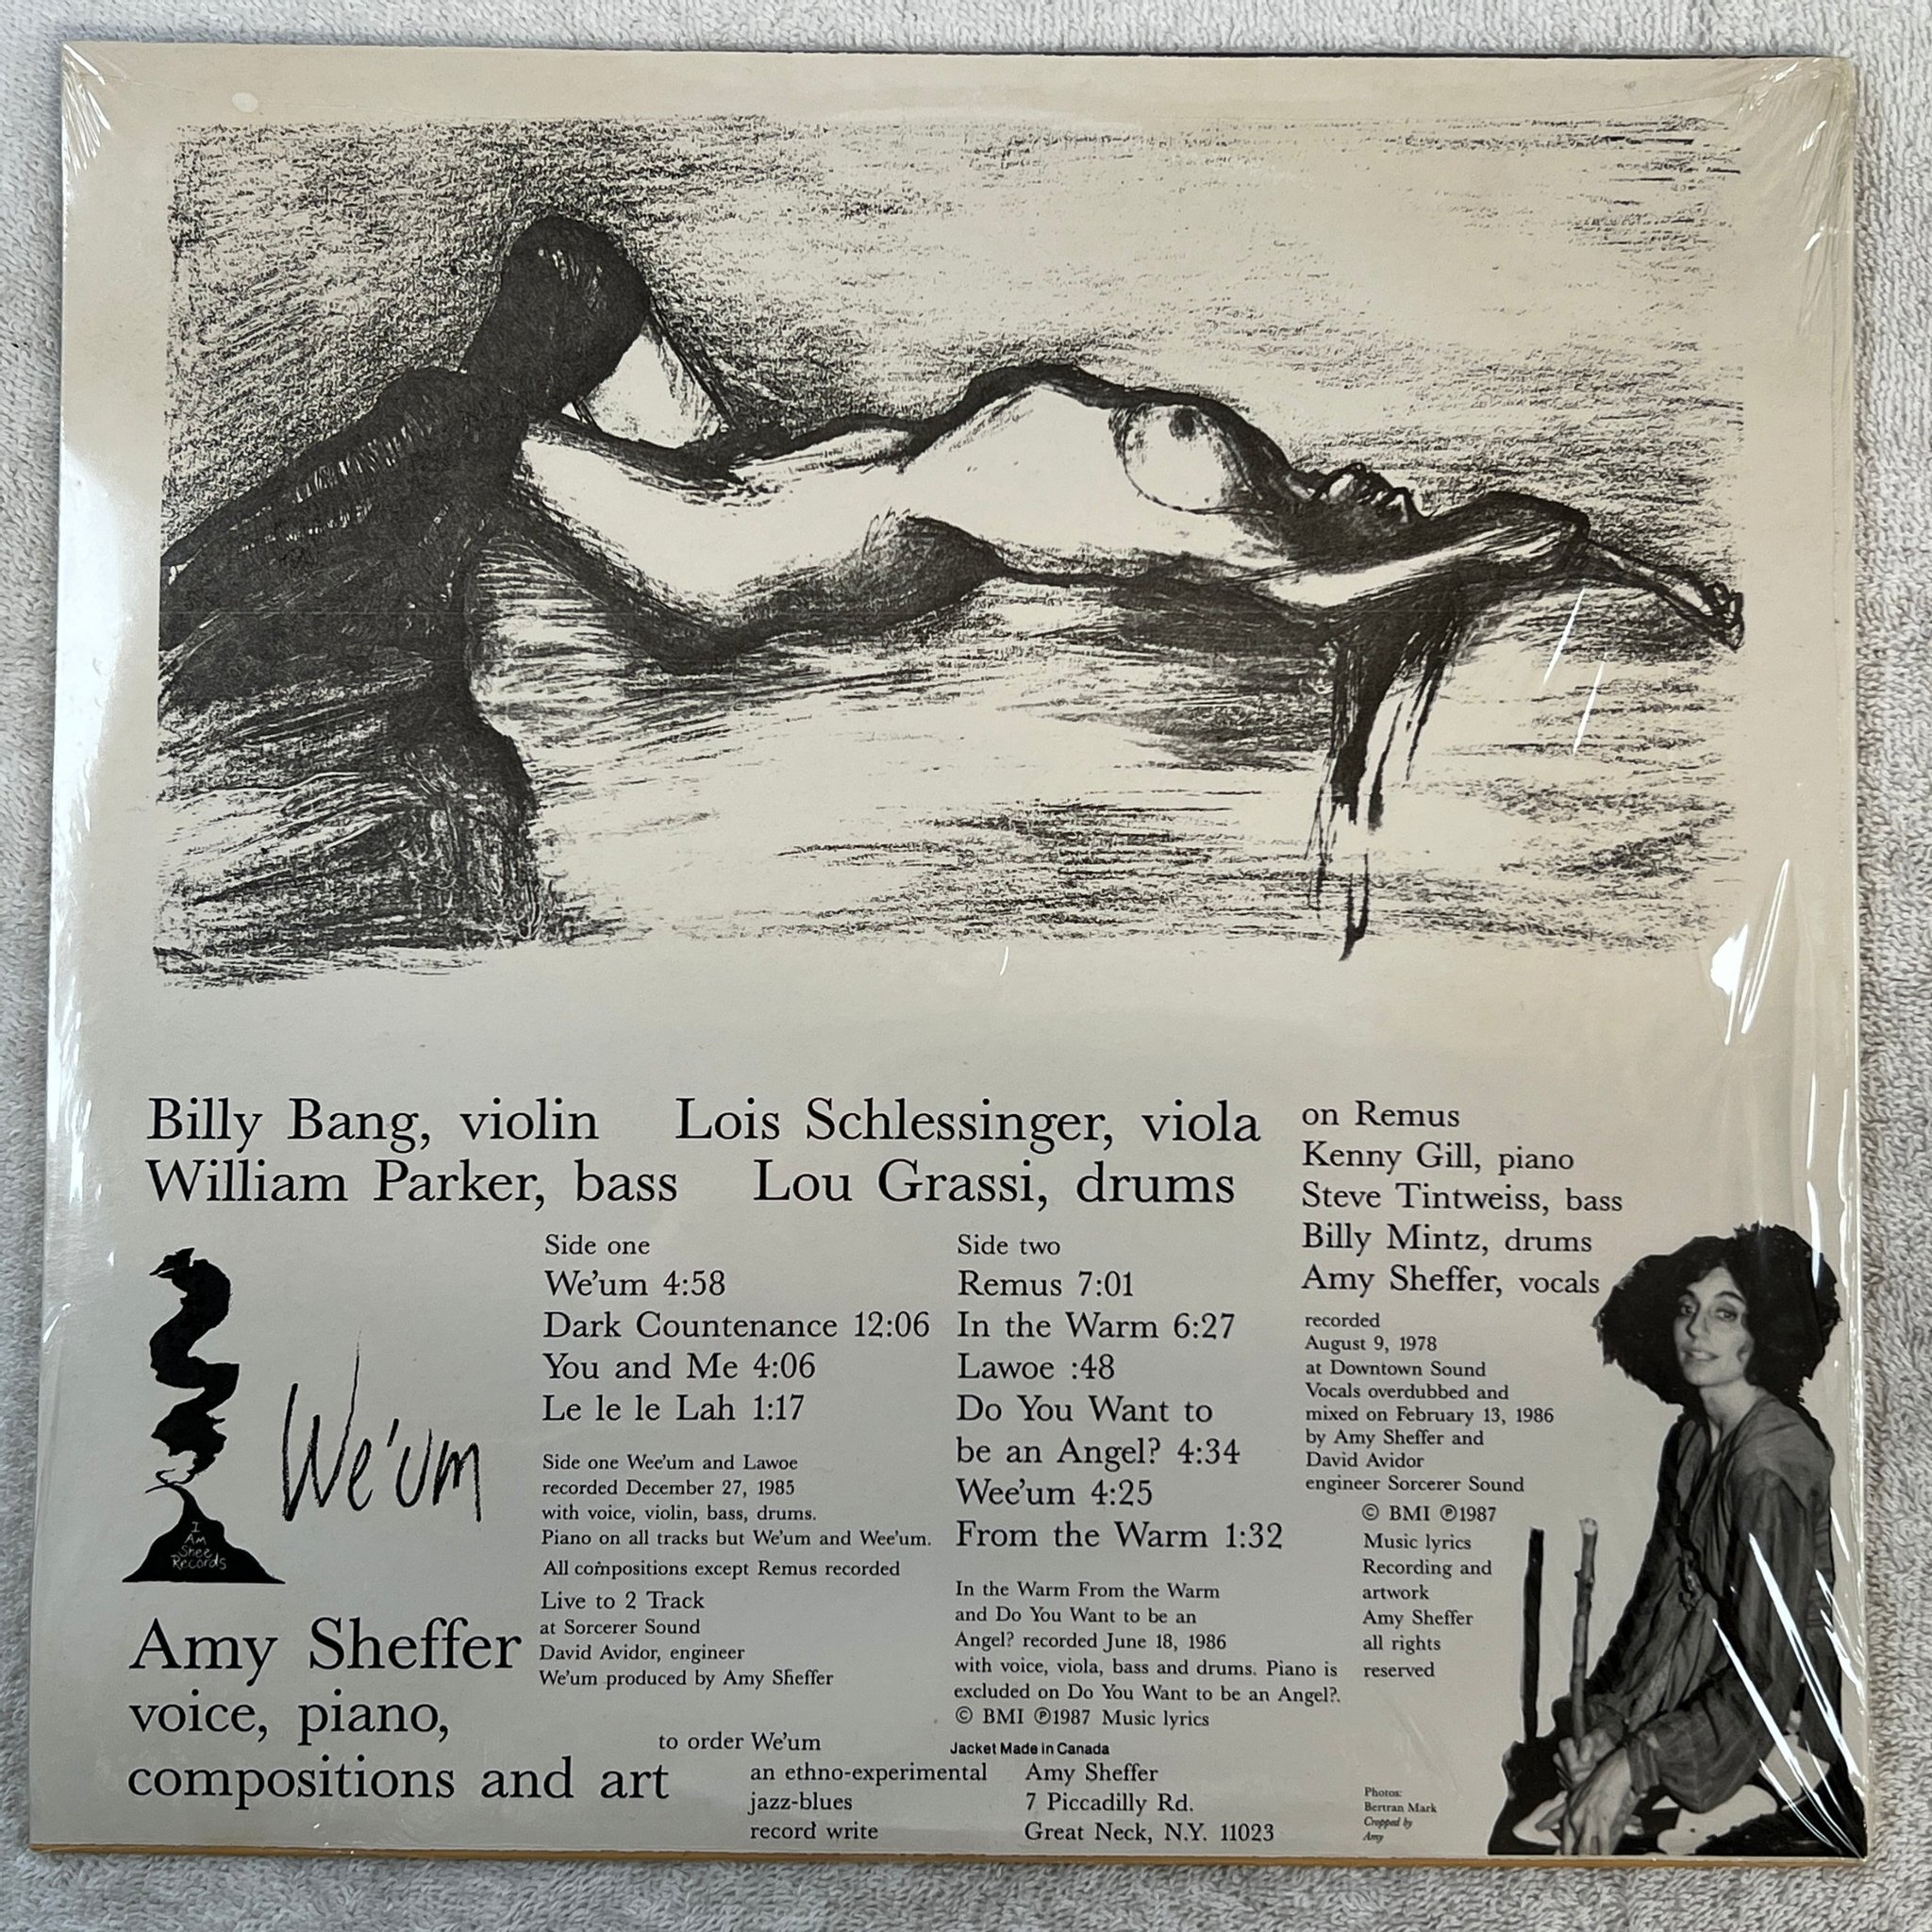 Billy Bang, violin Lois Schlessinger, viola
William Parker, bass Lou Grassi, drums
on Remus
Kenny Gill, piano
Steve Tintweiss, bass
Billy Mintz, drums
Amy Sheffer, vocals
recorded
August 9, 1978
at Downtown Sound
Vocals overdubbed and
mixed on February 13, 1986
by Amy Sheffer and
David Avidor
engineer Sorcerer Sound
© BMI ℗1987
Music lyrics
Recording and
artwork
Amy Sheffer
all rights
reserved
We'um
I
Am
Shee
Records
Amy Sheffer
voice, piano,
compositions and art
Side one
We'um 4:58
Dark Countenance 12:06
You and Me 4:06
Le le le Lah 1:17
Side one Wee'um and Lawoe
recorded December 27, 1985
with voice, violin, bass, drums.
Piano on all tracks but We'um and Wee'um.
All compositions except Remus recorded
Live to 2 Track
at Sorcerer Sound
David Avidor, engineer
We'um produced by Amy Sheffer
Side two
Remus 7:01
In the Warm 6:27
Lawoe :48
Do You Want to
be an Angel? 4:34
Wee'um 4:25
From the Warm 1:32
In the Warm From the Warm
and Do You Want to be an
Angel? recorded June 18, 1986
with voice, viola, bass and drums. Piano is
excluded on Do You Want to be an Angel?.
© BMI ℗1987 Music lyrics
Jacket Made in Canada
to order We'um
an ethno-experimental
jazz-blues
record write
Amy Sheffer
7 Piccadilly Rd.
Great Neck, N.Y. 11023
Photos:
Bertran Mark
Cropped by
Amy